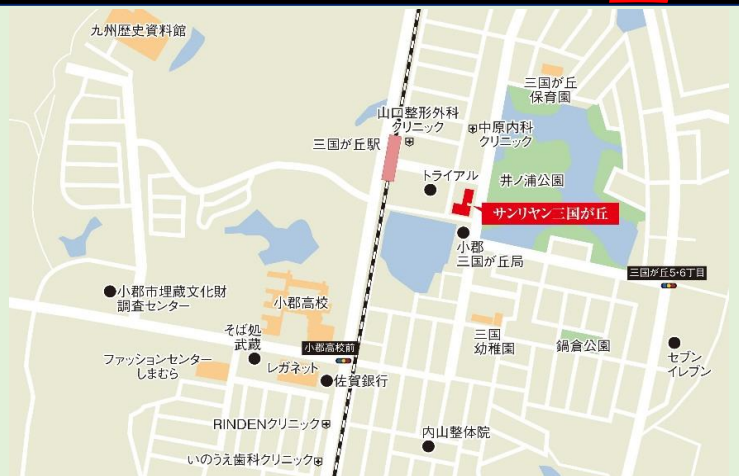 九州歴史資料館
三国が丘
保育園
山口整形外科
クリニック
中原内科
クリニック
三国が丘駅
トライアル
井ノ浦公園
サンリヤン三国が丘
小郡
三国が丘局
三国が丘5・6丁目
小郡市埋蔵文化財
調査センター
小郡高校
そば処
武蔵
小郡高校前
三国
幼稚園
鍋倉公園
セブン
イレブン
ファッションセンター
しまむら
レガネット
佐賀銀行
RINDENクリニック
内山整体院
いのうえ歯科クリニック